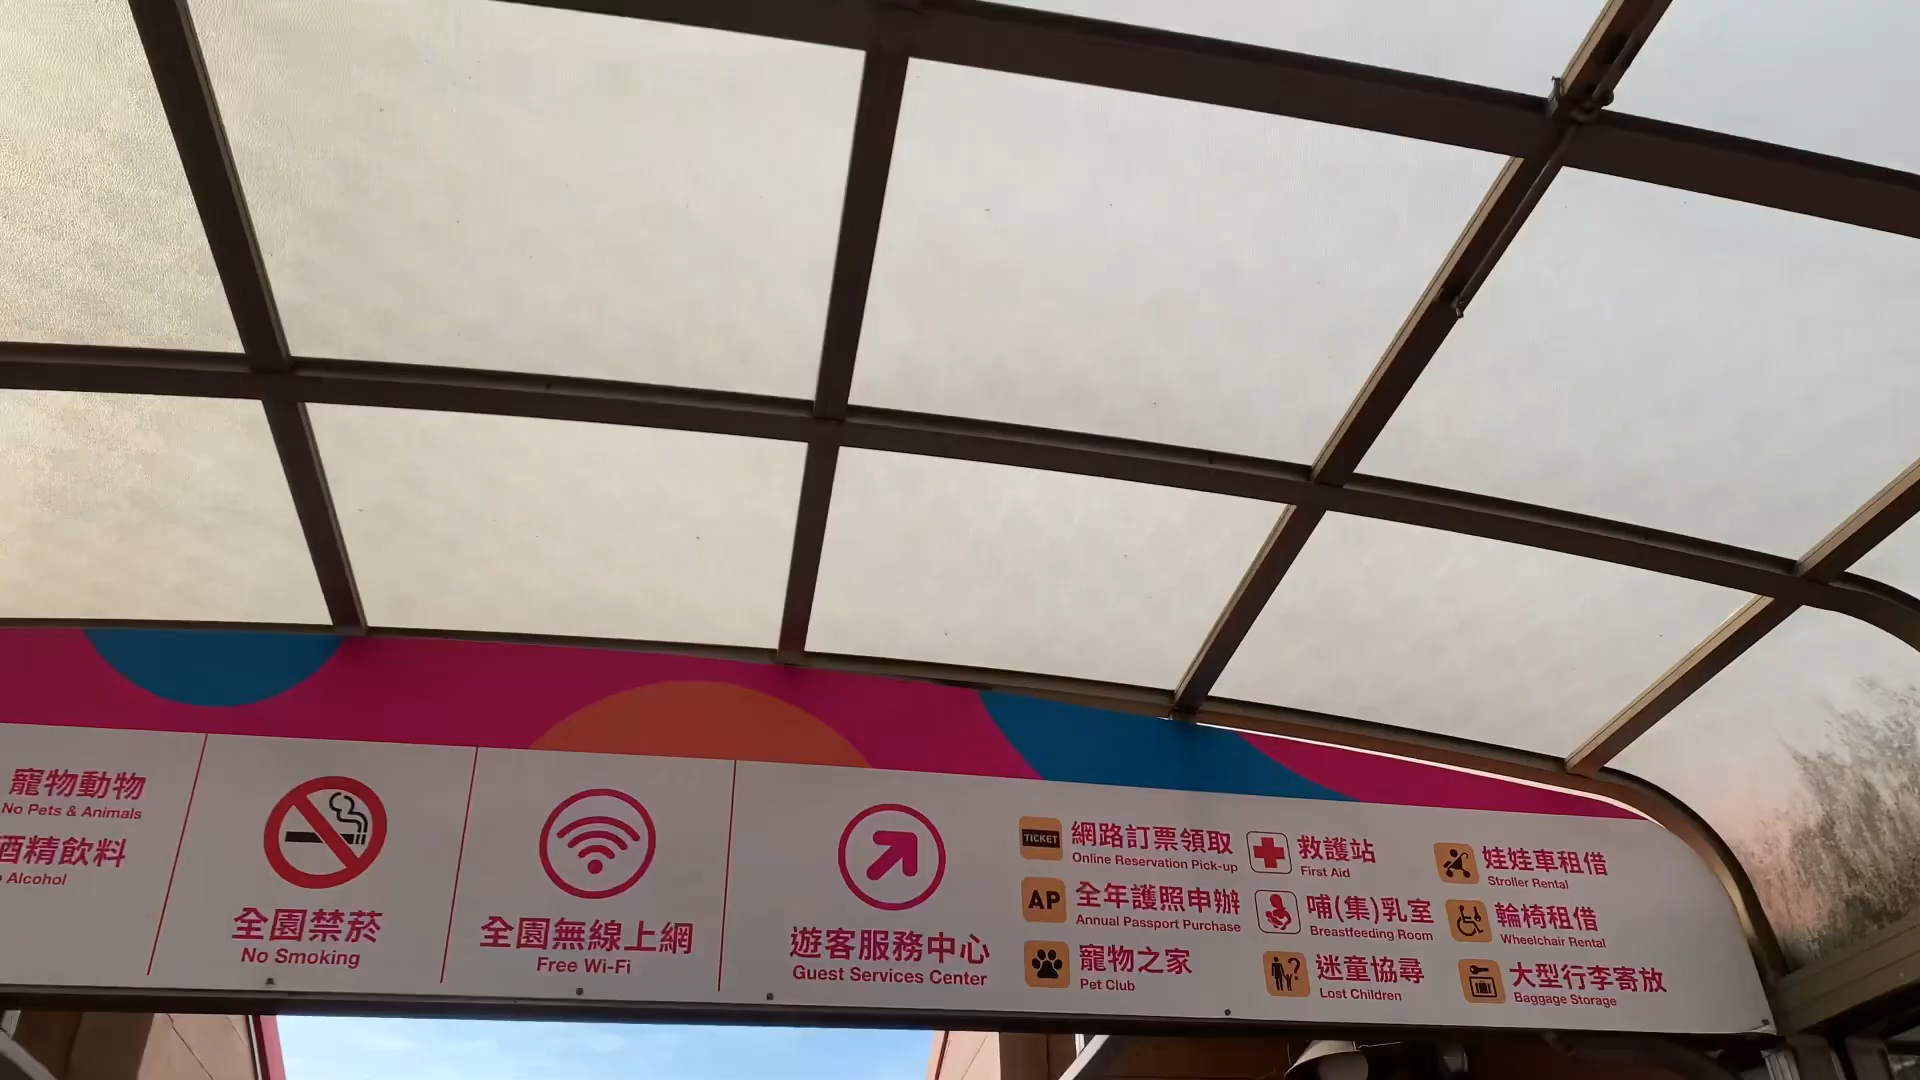 寵物動物
No Pets & Animals
酒精飲料
Alcohol
全園禁菸
No Smoking
全園無線上網
Free Wi-Fi
遊客服務中心
Guest Services Center
TICKET
網路訂票領取
Online Reservation Pick-up
AP
全年護照申辦
Annual Passport Purchase
寵物之家
Pet Club
救護站
First Aid
哺(集)乳室
Breastfeeding Room
迷童協尋
Lost Children
娃娃車租借
Stroller Rental
輪椅租借
Wheelchair Rental
大型行李寄放
Baggage Storage